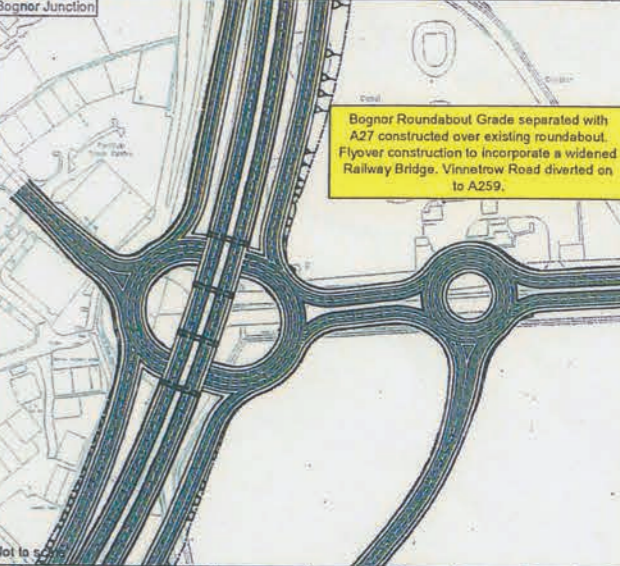 Bognor Junction
Bognor Roundabout Grade separated with
A27 constructed over existing roundabout.
Flyover construction to incorporate a widened
Railway Bridge. Vinnetrow Road diverted on
to A259.
Not to scale